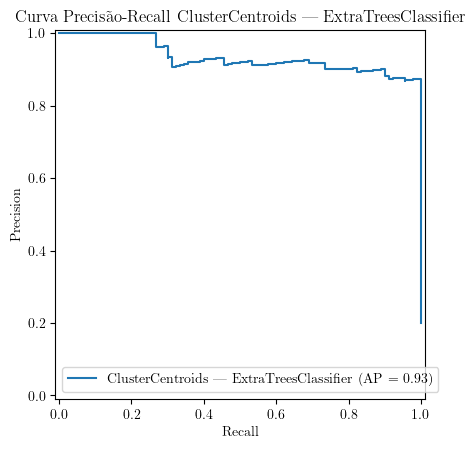 Curva Precisão-Recall ClusterCentroids — ExtraTreesClassifier
1.0
0.8
0.6
0.4
0.2
0.0
Precision
ClusterCentroids — ExtraTreesClassifier (AP = 0.93)
0.0 0.2 0.4 0.6 0.8 1.0
Recall